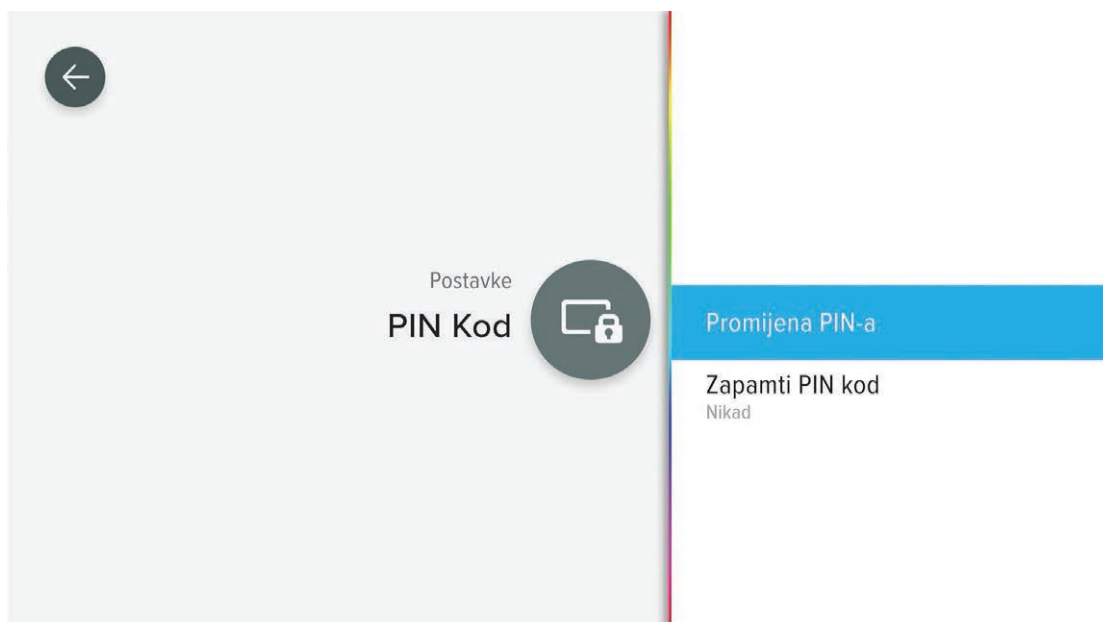 Postavke
PIN Kod
Promijena PIN-a
Zapamti PIN kod
Nikad